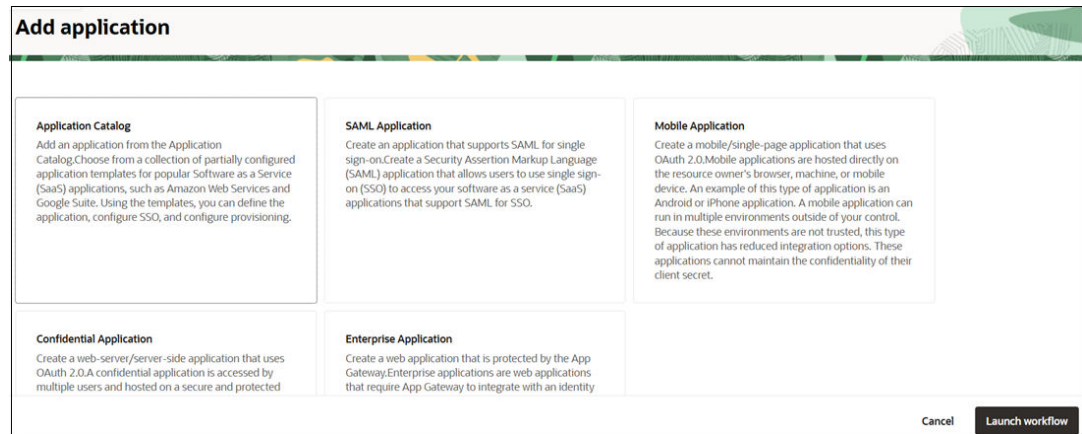 Add application
Application Catalog
Add an application from the Application
Catalog.Choose from a collection of partially configured
application templates for popular Software as a Service
(SaaS) applications, such as Amazon Web Services and
Google Suite. Using the templates, you can define the
application, configure SSO, and configure provisioning.
SAML Application
Create an application that supports SAML for single
sign-on.Create a Security Assertion Markup Language
(SAML) application that allows users to use single sign-
on (SSO) to access your software as a service (SaaS)
applications that support SAML for SSO.
Mobile Application
Create a mobile/single-page application that uses
OAuth 2.0.Mobile applications are hosted directly on
the resource owner's browser, machine, or mobile
device. An example of this type of application is an
Android or iPhone application. A mobile application can
run in multiple environments outside of your control.
Because these environments are not trusted, this type
of application has reduced integration options. These
applications cannot maintain the confidentiality of their
client secret.
Confidential Application
Create a web-server/server-side application that uses
OAuth 2.0.A confidential application is accessed by
multiple users and hosted on a secure and protected
Enterprise Application
Create a web application that is protected by the App
Gateway.Enterprise applications are web applications
that require App Gateway to integrate with an identity
Cancel
Launch workflow